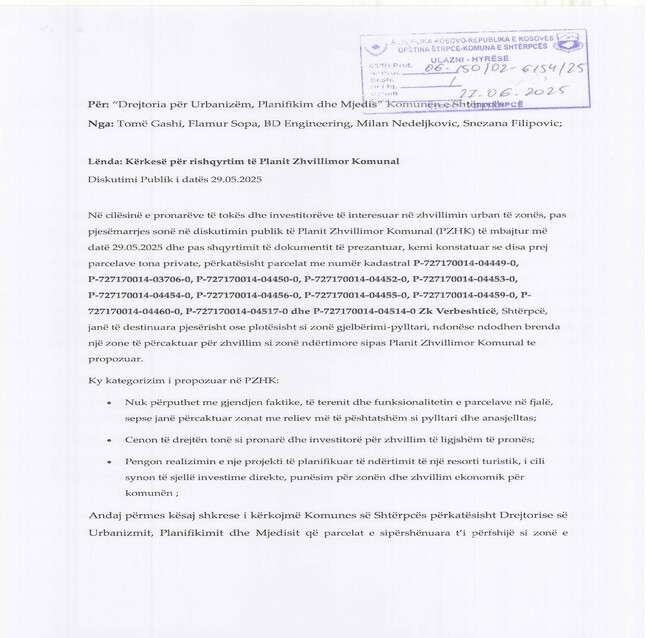 REPUBLIKA KOSOVO-REPUBLIKA E KOSOVËS
OPŠTINA ŠTRPCE-KOMUNA E SHTËRPCËS
ULAZNI - HYRËSE
06-150/02-6154/25
27.06.2025
Për: “Drejtoria për Urbanizëm, Planifikim dhe Mjedis” Komunën e Shtërpcës
Nga: Tomë Gashi, Flamur Sopa, BD Engineering, Milan Nedeljkovic, Snezana Filipovic;
Lënda: Kërkesë për rishqyrtim të Planit Zhvillimor Komunal
Diskutimi Publik i datës 29.05.2025
Në cilësinë e pronarëve të tokës dhe investitorëve të interesuar në zhvillimin urban të zonës, pas
pjesëmarrjes sonë në diskutimin publik të Planit Zhvillimor Komunal (PZHK) të mbajtur më
datë 29.05.2025 dhe pas shqyrtimit të dokumentit të prezantuar, kemi konstatuar se disa prej
parcelave tona private, përkatësisht parcelat me numër kadastral P-727170014-04449-0,
P-727170014-03706-0, P-727170014-04450-0, P-727170014-04452-0, P-727170014-04453-0,
P-727170014-04454-0, P-727170014-04456-0, P-727170014-04455-0, P-727170014-04459-0, P-
727170014-04460-0, P-727170014-04517-0 dhe P-727170014-04514-0 Zk Verbeshticë, Shtërpcë,
janë të destinuara pjesërisht ose plotësisht si zonë gjelbërimi-pylltari, ndonëse ndodhen brenda
një zone të përcaktuar për zhvillim si zonë ndërtimore sipas Planit Zhvillimor Komunal te
propozuar.
Ky kategorizim i propozuar në PZHK:
• Nuk përputhet me gjendjen faktike, të terenit dhe funksionalitetin e parcelave në fjalë,
sepse janë përcaktuar zonat me reliev më të përshtatshëm si pylltari dhe anasjelltas;
• Cenon të drejtën tonë si pronarë dhe investitorë për zhvillim të ligjshëm të pronës;
• Pengon realizimin e nje projekti të planifikuar të ndërtimit të një resorti turistik, i cili
synon të sjellë investime direkte, punësim për zonën dhe zhvillim ekonomik për
komunën ;
Andaj përmes kësaj shkrese i kërkojmë Komunes së Shtërpcës përkatësisht Drejtorise së
Urbanizmit, Planifikimit dhe Mjedisit që parcelat e sipërshënuara t’i përfshijë si zonë e